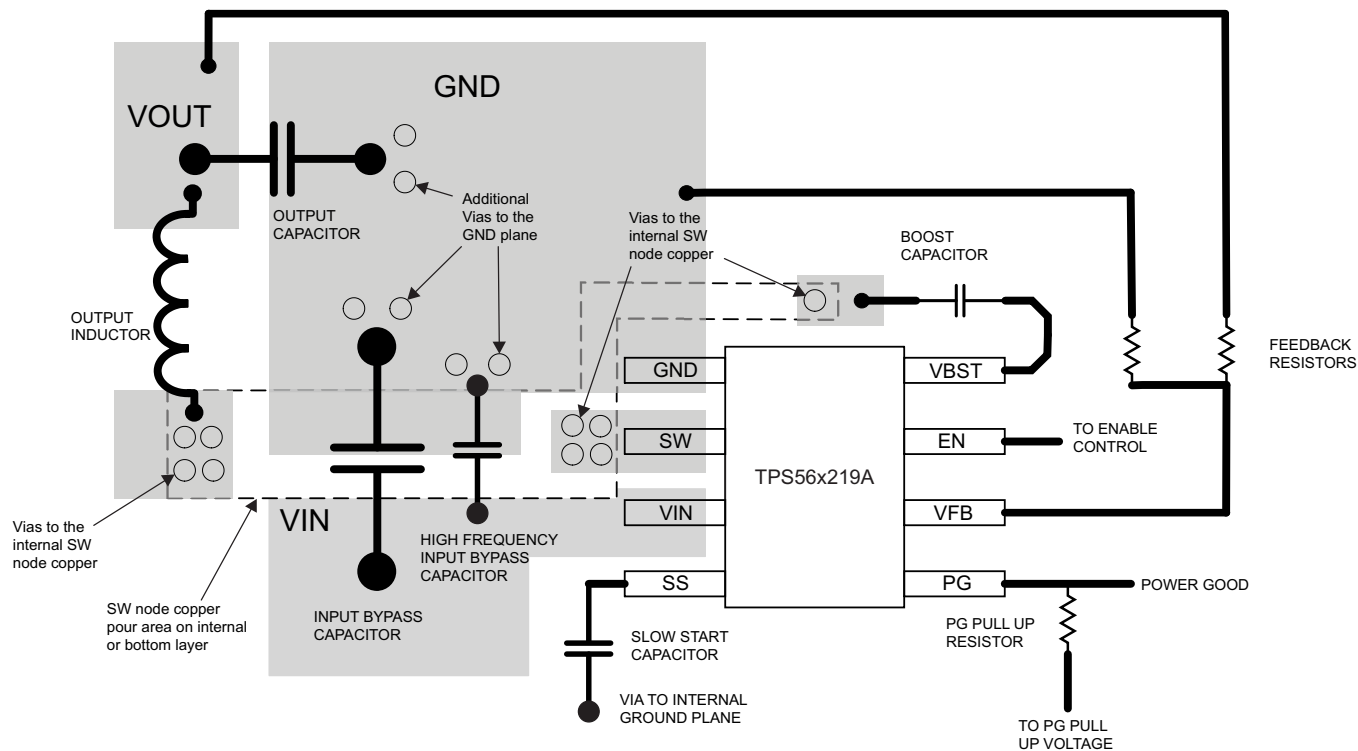 VOUT
GND
OUTPUT
CAPACITOR
Additional
Vias to the
GND plane
Vias to the
internal SW
node copper
BOOST
CAPACITOR
OUTPUT
INDUCTOR
FEEDBACK
RESISTORS
GND
VBST
SW
EN
TO ENABLE
CONTROL
TPS56x219A
VIN
VIN
VFB
Vias to the
internal SW
node copper
HIGH FREQUENCY
INPUT BYPASS
CAPACITOR
SS
PG
POWER GOOD
SW node copper
pour area on internal
or bottom layer
INPUT BYPASS
CAPACITOR
SLOW START
CAPACITOR
PG PULL UP
RESISTOR
VIA TO INTERNAL
GROUND PLANE
TO PG PULL
UP VOLTAGE